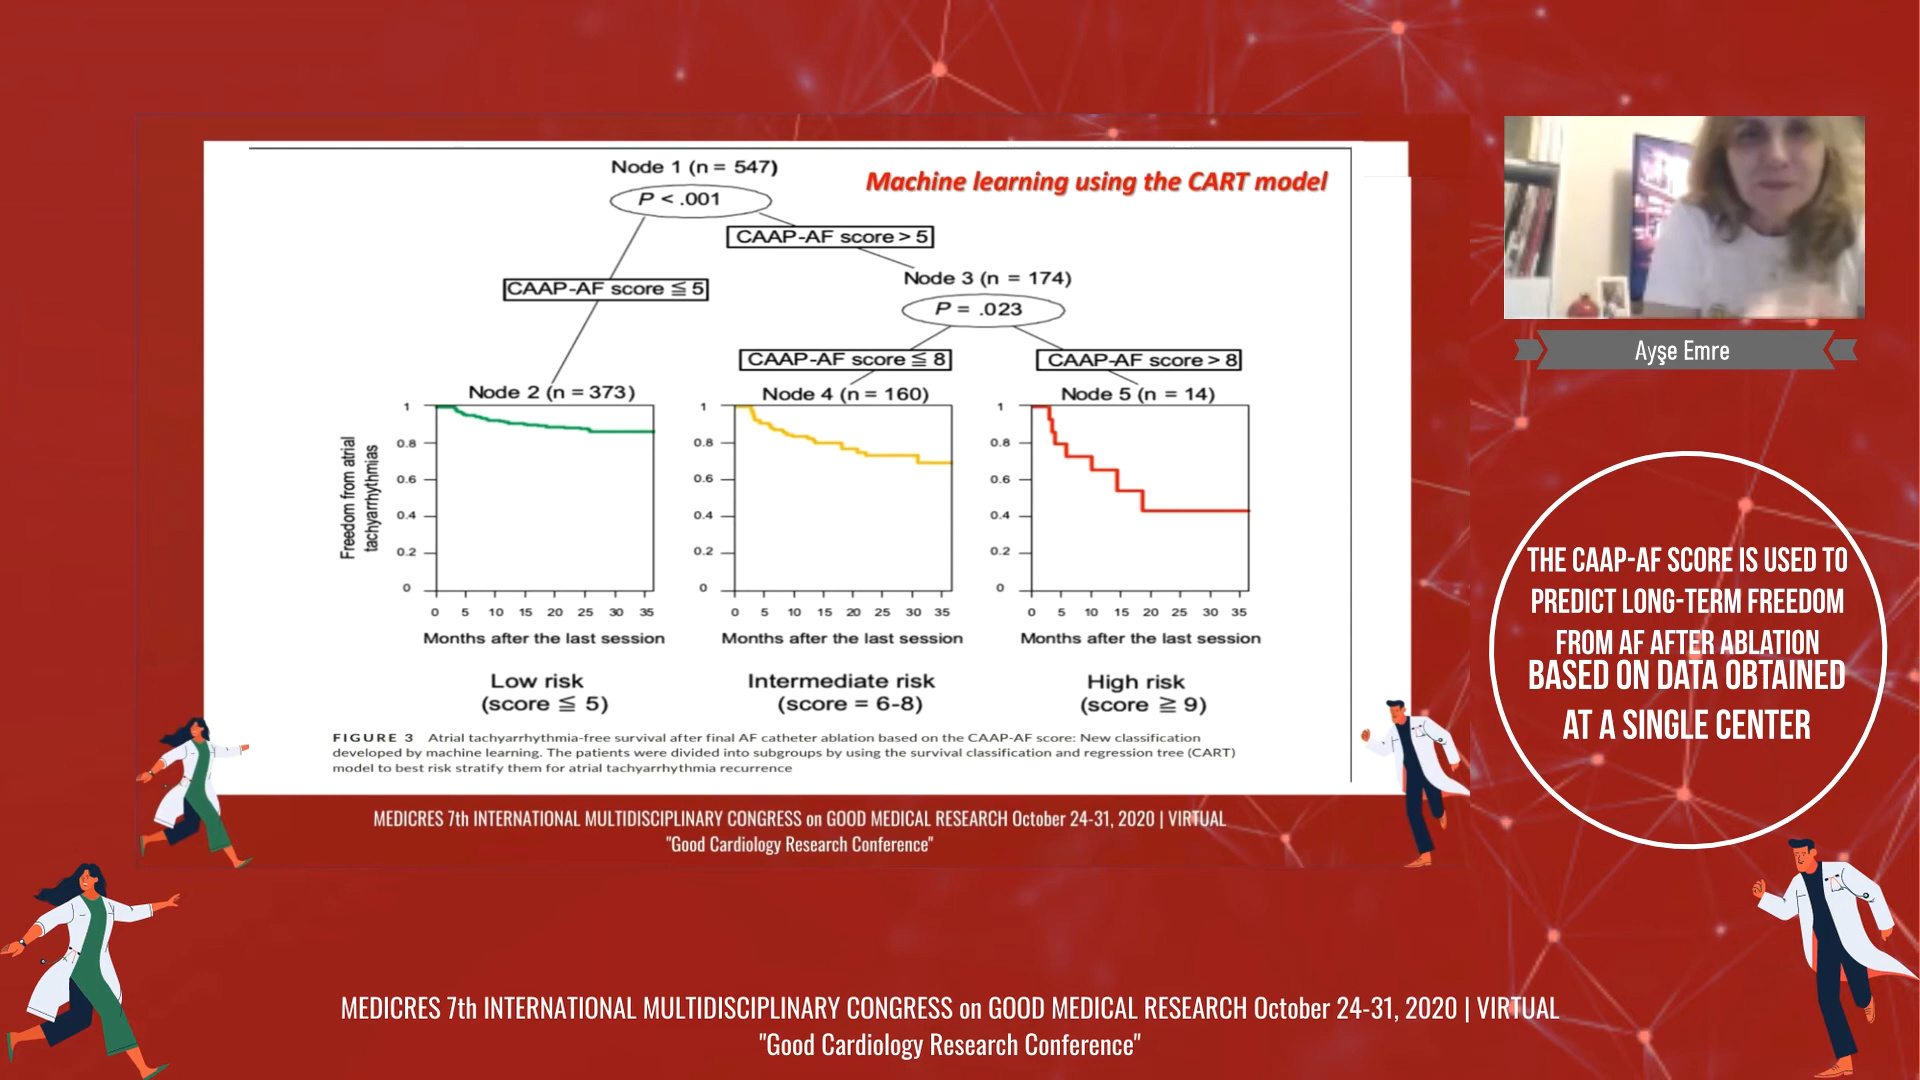 Node 1 (n = 547)
Machine learning using the CART model
P < .001
CAAP-AF score > 5
Node 3 (n = 174)
CAAP-AF score ≦ 5
P = .023
CAAP-AF score ≦ 8
CAAP-AF score > 8
Node 2 (n = 373)
Node 4 (n = 160)
Node 5 (n = 14)
Freedom from atrial
tachyarrhythmias
1
0.8
0.6
0.4
0.2
0
0 5 10 15 20 25 30 35
Months after the last session
1
0.8
0.6
0.4
0.2
0
0 5 10 15 20 25 30 35
Months after the last session
1
0.8
0.6
0.4
0.2
0
0 5 10 15 20 25 30 35
Months after the last session
Low risk
(score ≦ 5)
Intermediate risk
(score = 6-8)
High risk
(score ≧ 9)
FIGURE 3 Atrial tachyarrhythmia-free survival after final AF catheter ablation based on the CAAP-AF score: New classification
developed by machine learning. The patients were divided into subgroups by using the survival classification and regression tree (CART)
model to best risk stratify them for atrial tachyarrhythmia recurrence
MEDICRES 7th INTERNATIONAL MULTIDISCIPLINARY CONGRESS on GOOD MEDICAL RESEARCH October 24-31, 2020 | VIRTUAL
"Good Cardiology Research Conference"
Ayşe Emre
THE CAAP-AF SCORE IS USED TO
PREDICT LONG-TERM FREEDOM
FROM AF AFTER ABLATION
BASED ON DATA OBTAINED
AT A SINGLE CENTER
MEDICRES 7th INTERNATIONAL MULTIDISCIPLINARY CONGRESS on GOOD MEDICAL RESEARCH October 24-31, 2020 | VIRTUAL
"Good Cardiology Research Conference"